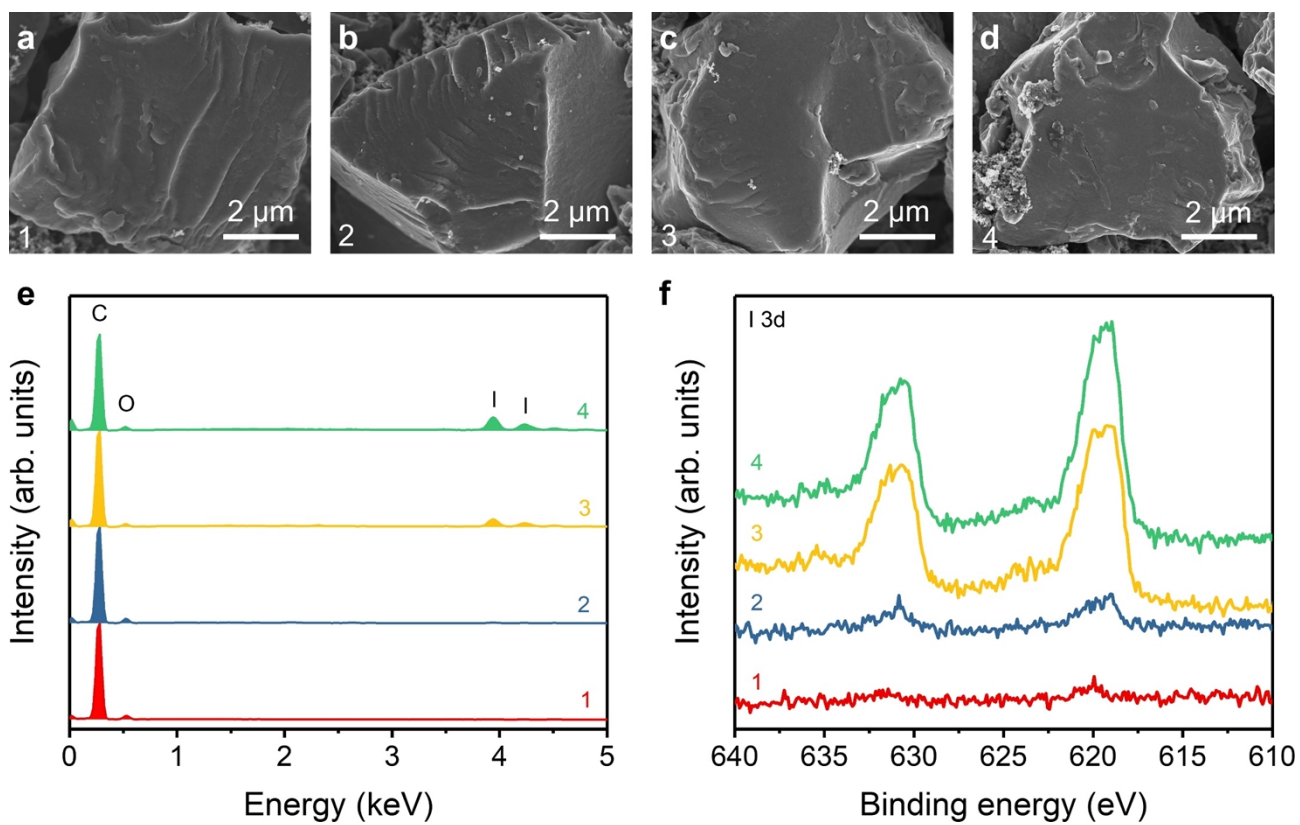 a
2 μm
1
b
2 μm
2
c
2 μm
3
d
2 μm
4
e
C
O
I
I
4
3
2
1
0
1
2
3
4
5
Energy (keV)
Intensity (arb. units)
f
I 3d
4
3
2
1
640
635
630
625
620
615
610
Binding energy (eV)
Intensity (arb. units)